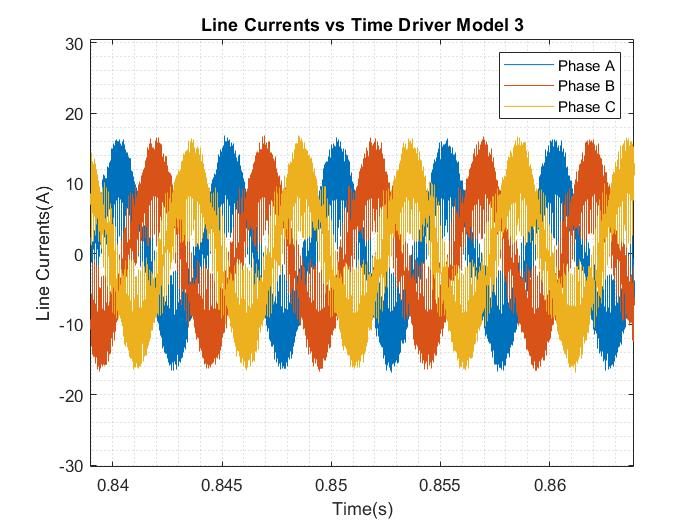 Line Currents vs Time Driver Model 3
30
20
10
0
-10
-20
-30
Line Currents(A)
Phase A
Phase B
Phase C
0.84
0.845
0.85
0.855
0.86
Time(s)